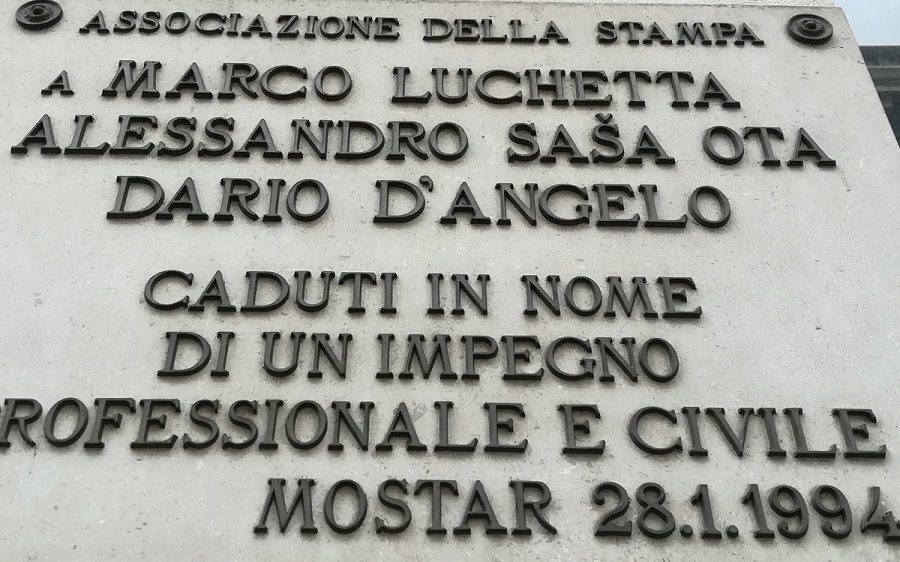 ASSOCIAZIONE DELLA STAMPA
A MARCO LUCHETTA
ALESSANDRO SAŠA OTA
DARIO D'ANGELO
CADUTI IN NOME
DI UN IMPEGNO
PROFESSIONALE E CIVILE
MOSTAR 28.1.1994